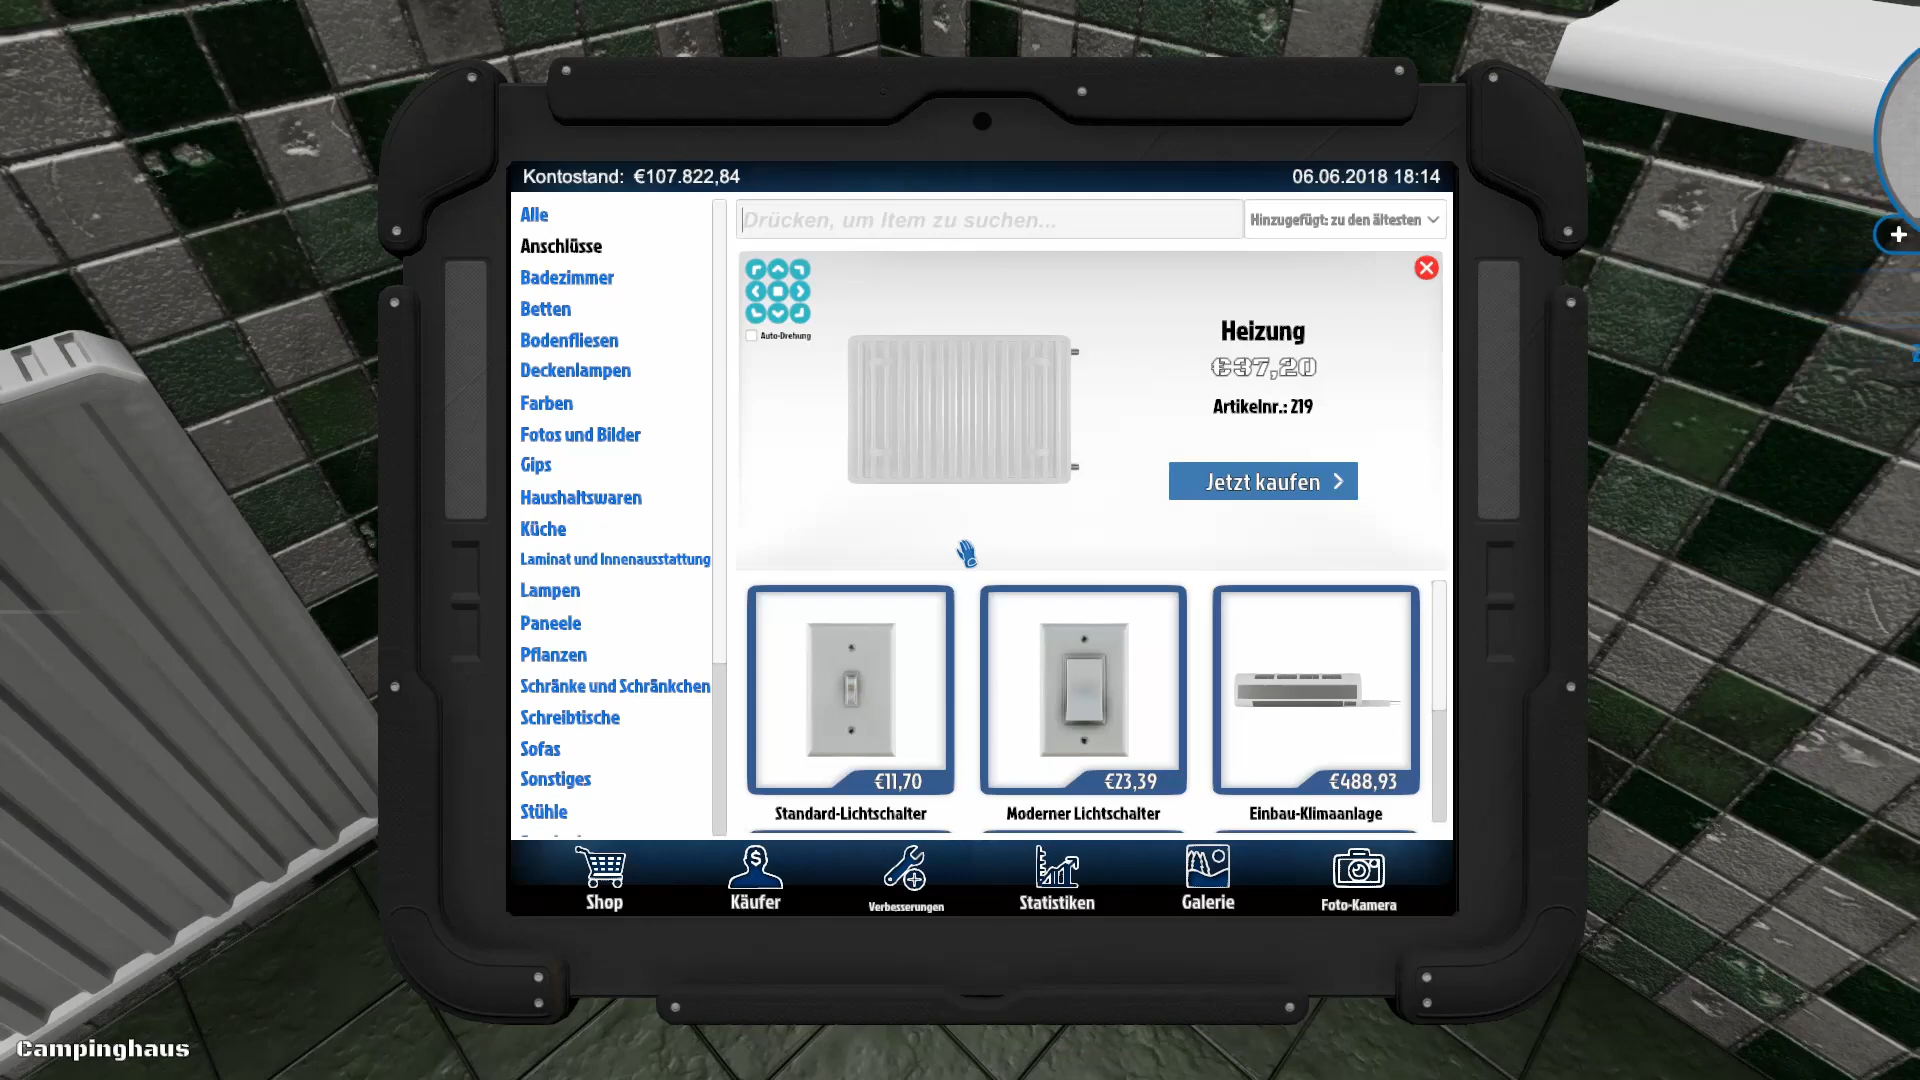 Kontostand: €107.822,84
06.06.2018 18:14
Alle
Anschlüsse
Badezimmer
Betten
Bodenfliesen
Deckenlampen
Farben
Fotos und Bilder
Gips
Haushaltswaren
Küche
Laminat und Innenausstattung
Lampen
Paneele
Pflanzen
Schränke und Schränkchen
Schreibtische
Sofas
Sonstiges
Stühle
Drücken, um Item zu suchen...
Hinzugefügt: zu den ältesten
Auto-Drehung
Heizung
€37,20
Artikelnr.: 219
Jetzt kaufen
€11,70
Standard-Lichtschalter
€23,39
Moderner Lichtschalter
€488,93
Einbau-Klimaanlage
Shop
Käufer
Verbesserungen
Statistiken
Galerie
Foto-Kamera
Campinghaus